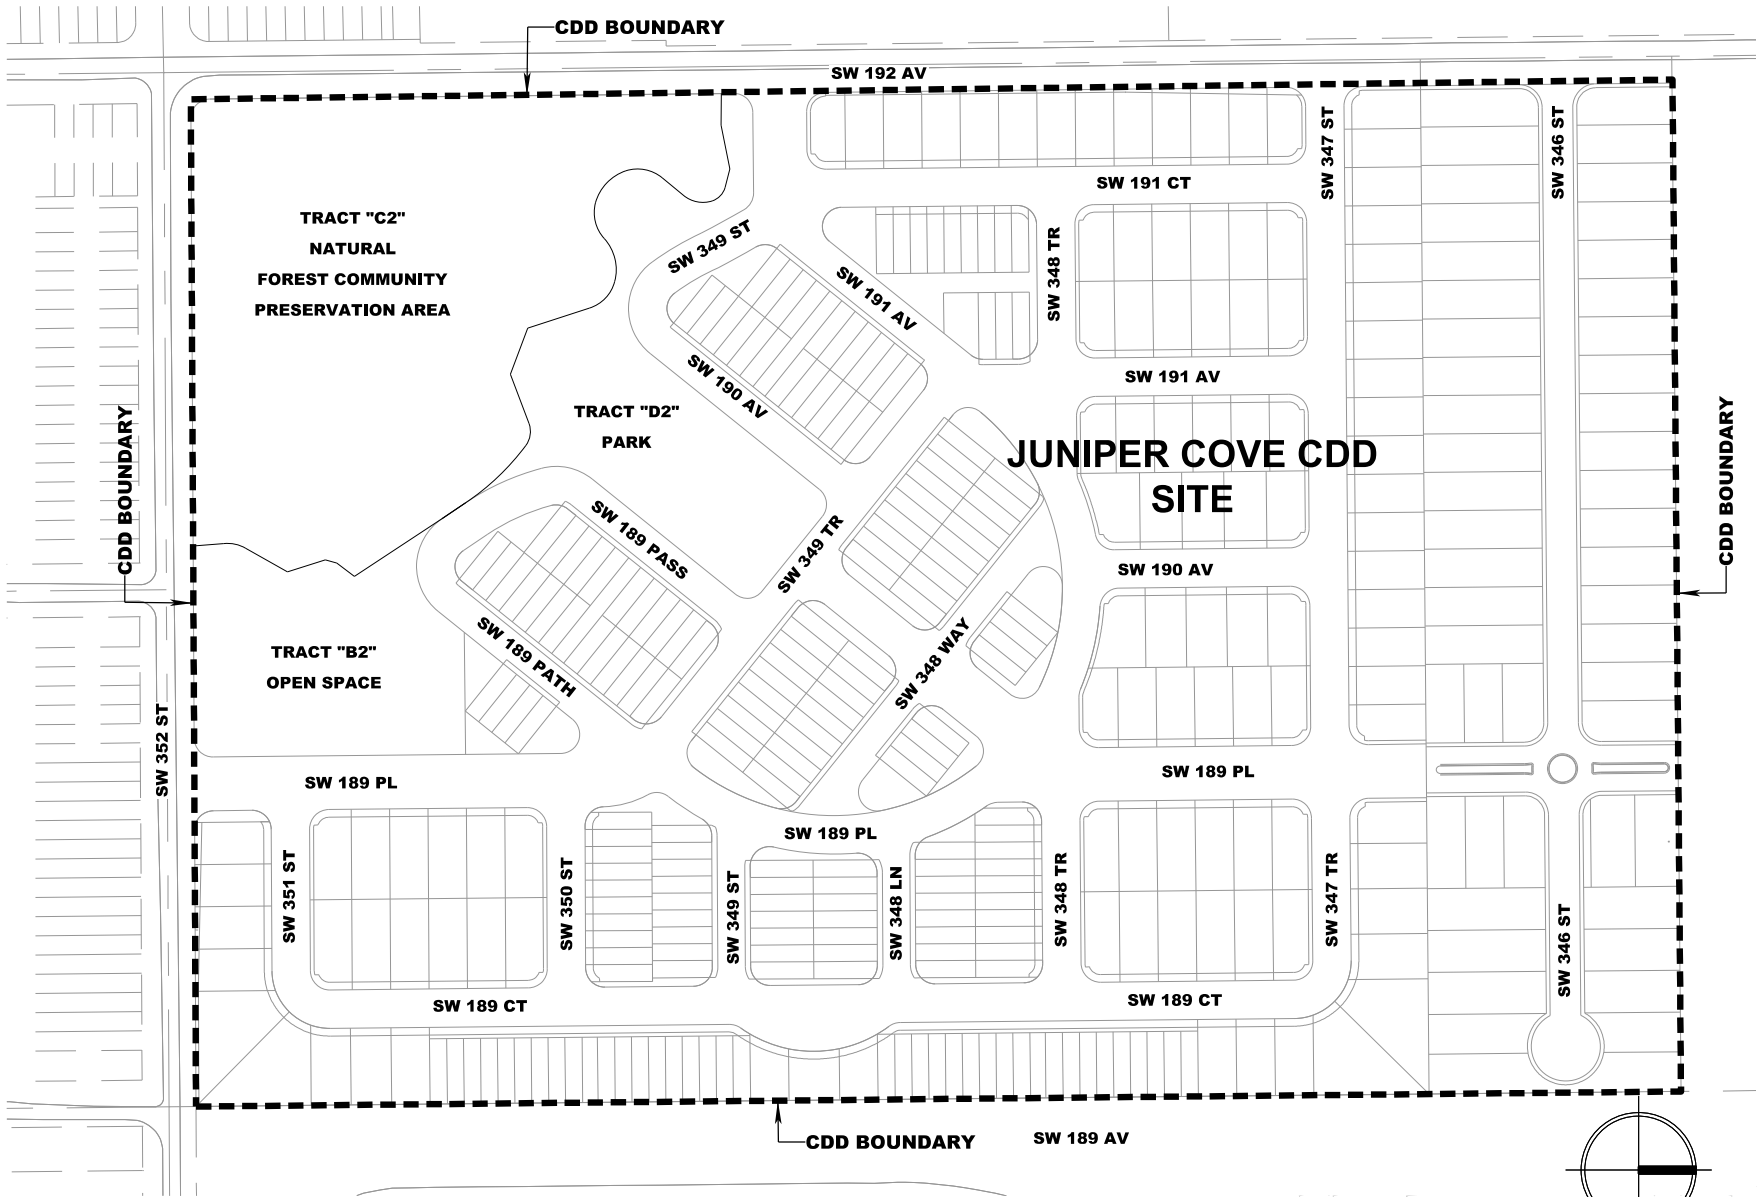 CDD BOUNDARY
SW 192 AV
SW 347 ST
SW 346 ST
SW 191 CT
TRACT "C2"
NATURAL
FOREST COMMUNITY
PRESERVATION AREA
SW 349 ST
SW 191 AV
SW 348 TR
SW 190 AV
SW 191 AV
TRACT "D2"
PARK
JUNIPER COVE CDD
SITE
CDD BOUNDARY
CDD BOUNDARY
SW 189 PASS
SW 349 TR
SW 190 AV
TRACT "B2"
OPEN SPACE
SW 189 PATH
SW 348 WAY
SW 352 ST
SW 189 PL
SW 189 PL
SW 189 PL
SW 351 ST
SW 350 ST
SW 349 ST
SW 348 LN
SW 348 TR
SW 347 TR
SW 346 ST
SW 189 CT
SW 189 CT
CDD BOUNDARY
SW 189 AV